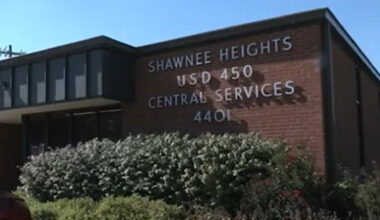 SHAWNEE HEIGHTS
USD 450
CENTRAL SERVICES
4401